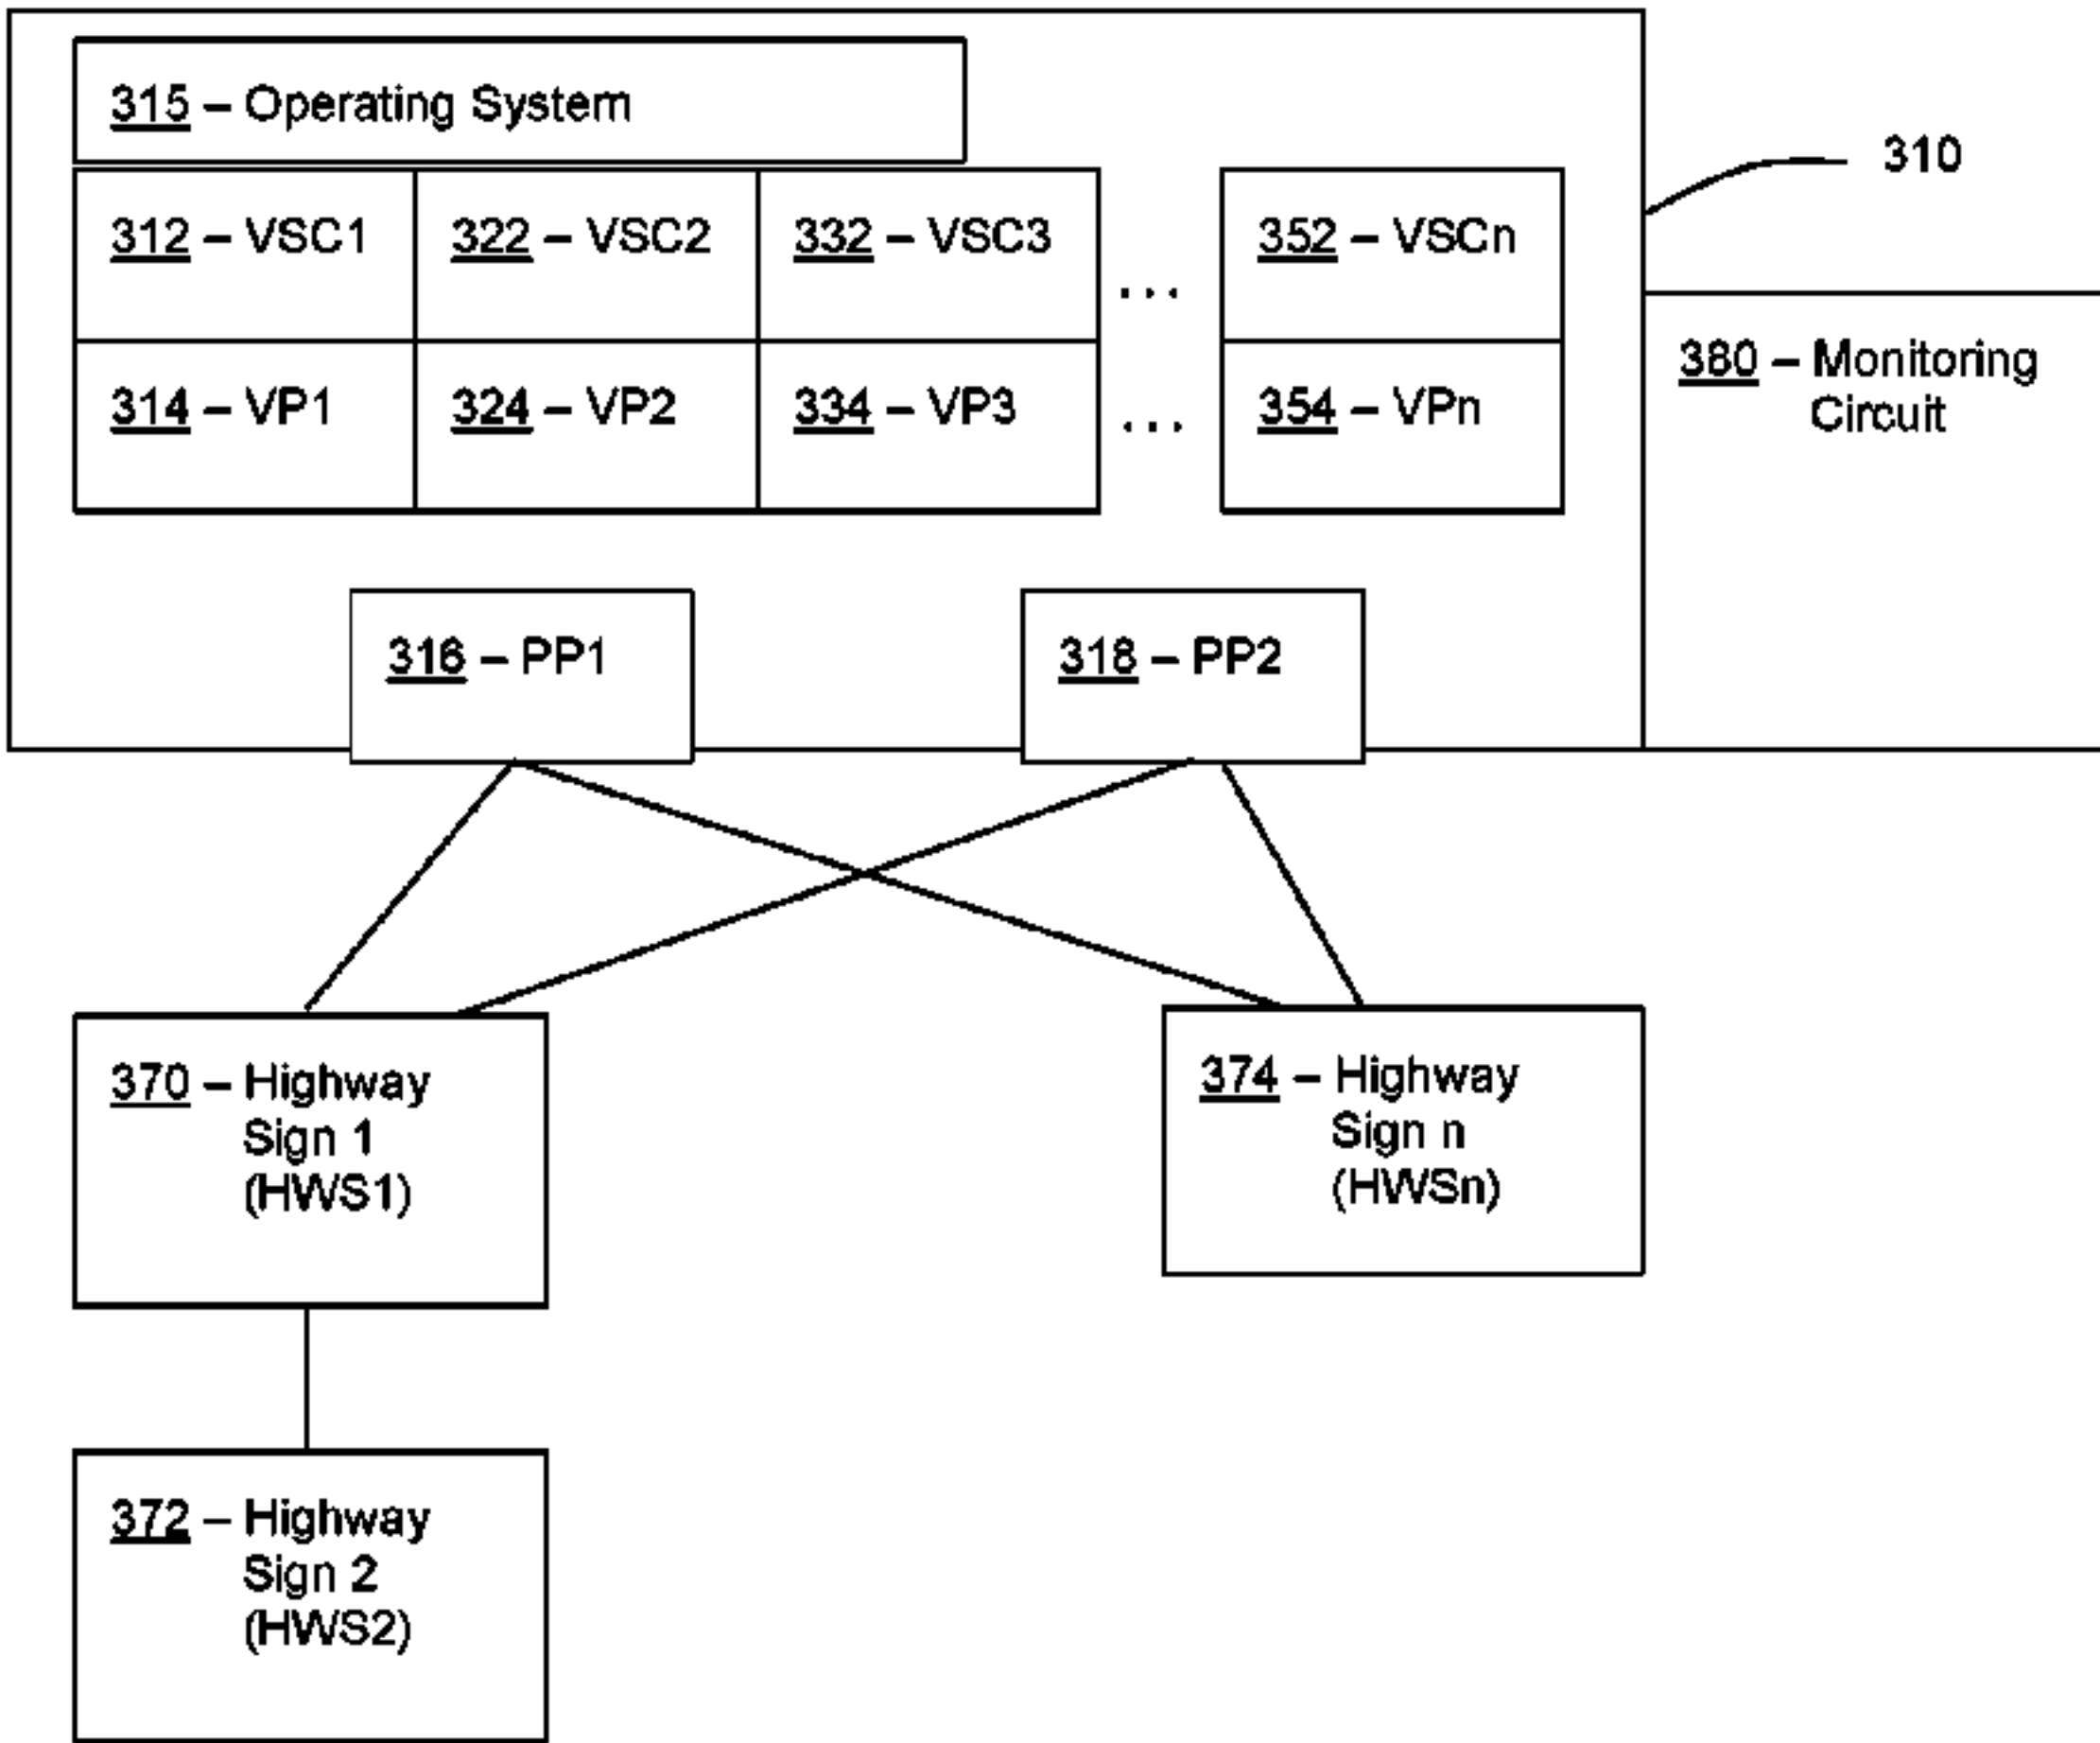 315 – Operating System
310
312 – VSC1
322 – VSC2
332 – VSC3
...
352 – VSCn
314 – VP1
324 – VP2
334 – VP3
...
354 – VPn
380 – Monitoring
Circuit
316 – PP1
318 – PP2
370 – Highway
Sign 1
(HWS1)
374 – Highway
Sign n
(HWSn)
372 – Highway
Sign 2
(HWS2)